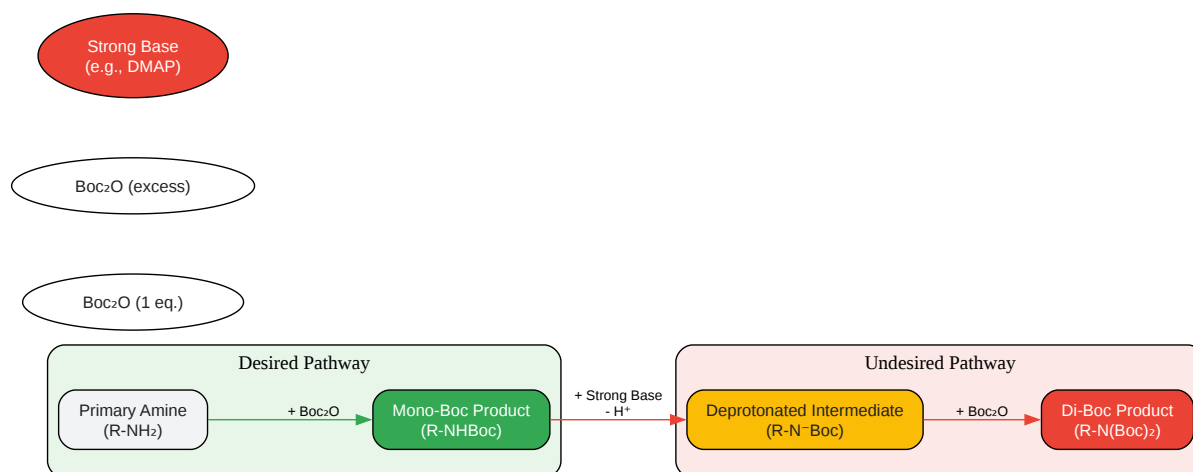 Strong Base
(e.g., DMAP)
Boc₂O (excess)
Boc₂O (1 eq.)
Desired Pathway
Undesired Pathway
Primary Amine
(R-NH₂)
+ Boc₂O
Mono-Boc Product
(R-NHBoc)
+ Strong Base
- H⁺
Deprotonated Intermediate
(R-N⁻Boc)
+ Boc₂O
Di-Boc Product
(R-N(Boc)₂)